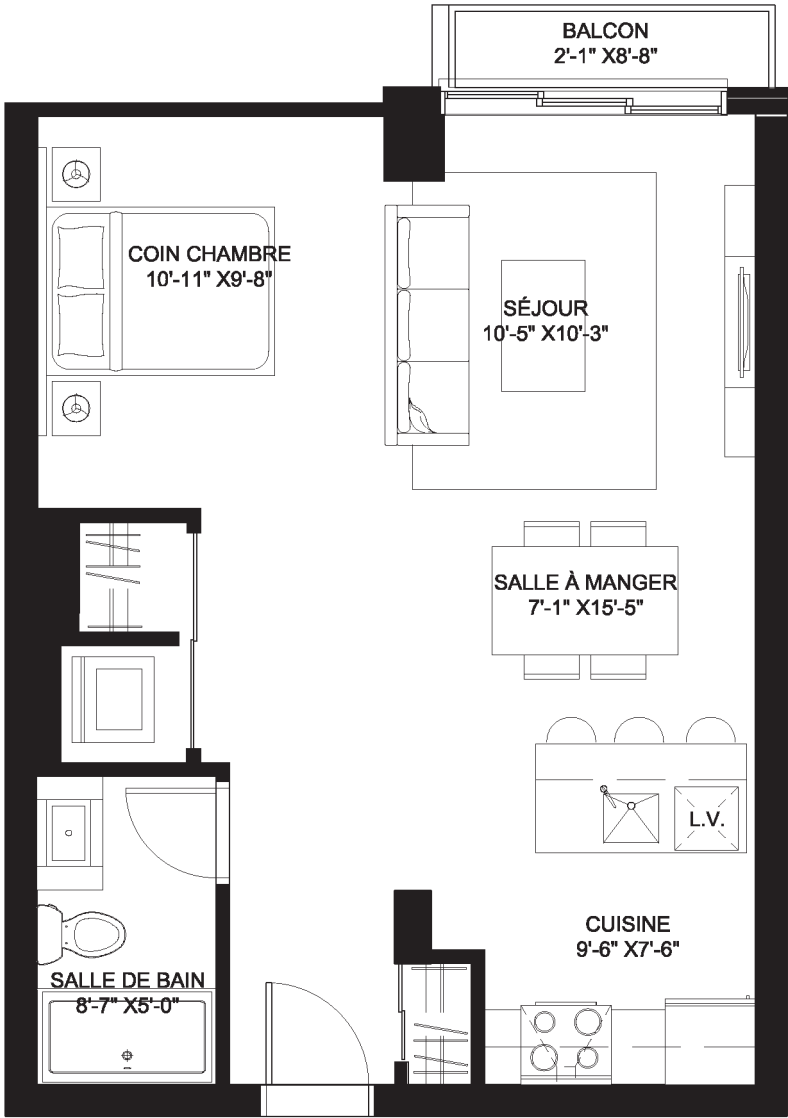 BALCON
2'-1" X8'-8"
COIN CHAMBRE
10'-11" X9'-8"
SÉJOUR
10'-5" X10'-3"
SALLE À MANGER
7'-1" X15'-5"
L.V.
CUISINE
9'-6" X7'-6"
SALLE DE BAIN
8'-7" X5'-0"